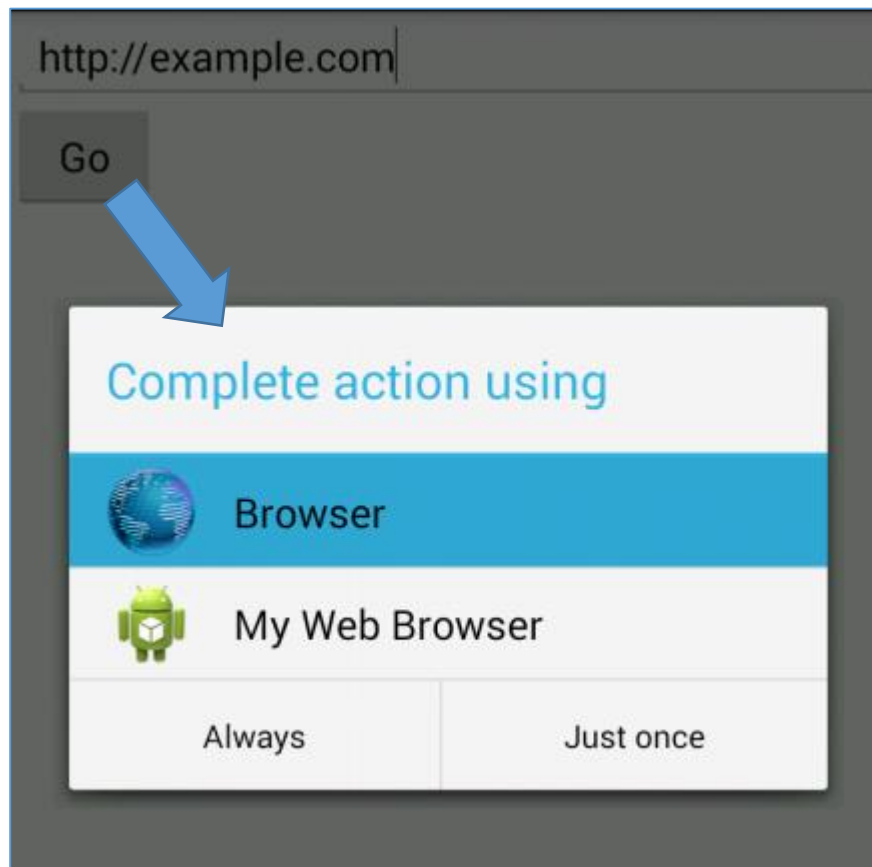 http://example.com
Go
Complete action using
Browser
My Web Browser
Always
Just once